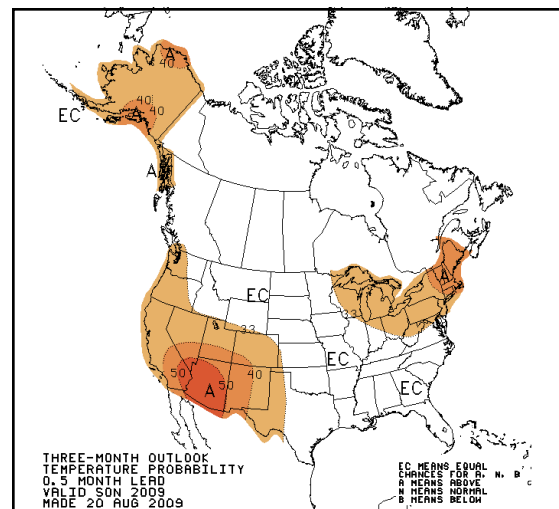 A
40
40
A
40
EC
A
A
EC
33
33
EC
50
50
40
A
EC
THREE-MONTH OUTLOOK
TEMPERATURE PROBABILITY
0.5 MONTH LEAD
VALID SON 2009
MADE 20 AUG 2009
EC MEANS EQUAL
CHANCES FOR A, N, B
A MEANS ABOVE
N MEANS NORMAL
B MEANS BELOW